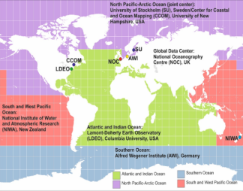 North Pacific-Arctic Ocean (joint center):
University of Stockholm (SU), Sweden/Center for Coastal
and Ocean Mapping (CCOM), University of New
Hampshire, USA
SU
CCOM
NOC
AWI
LDEO
Global Data Center:
National Oceanography
Centre (NOC), UK
South and West Pacific
Ocean:
National Institute of Water
and Atmospheric Research
(NIWA), New Zealand
Atlantic and Indian Ocean:
Lamont-Doherty Earth Observatory
(LDEO), Columbia University, USA
NIWA
Southern Ocean:
Alfred Wegener Institute (AWI), Germany
Atlantic and Indian Ocean
Southern Ocean
North Pacific-Arctic Ocean
South and West Pacific Ocean